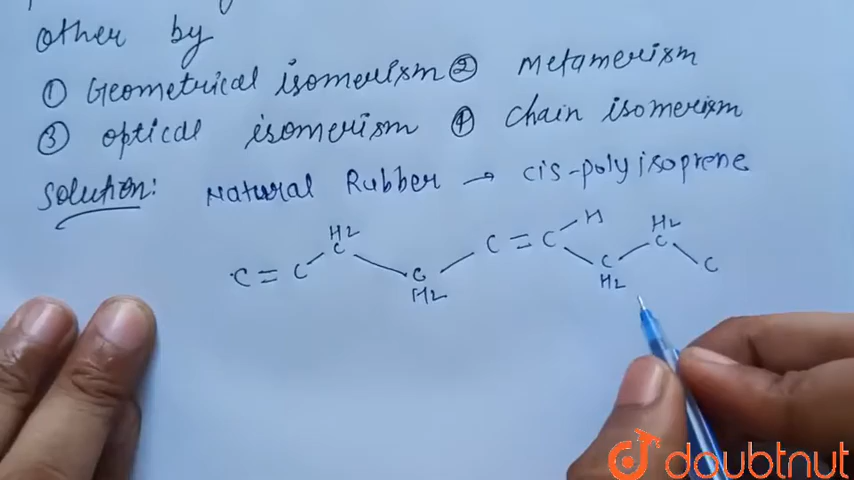 other by
① Geometrical isomerism ② Metamerism
③ optical isomerism ④ chain isomerism
Solution: Natural Rubber → cis-polyisoprene
H2 H H2
C = C C C C = C C C C
H2 H2
doubtnut